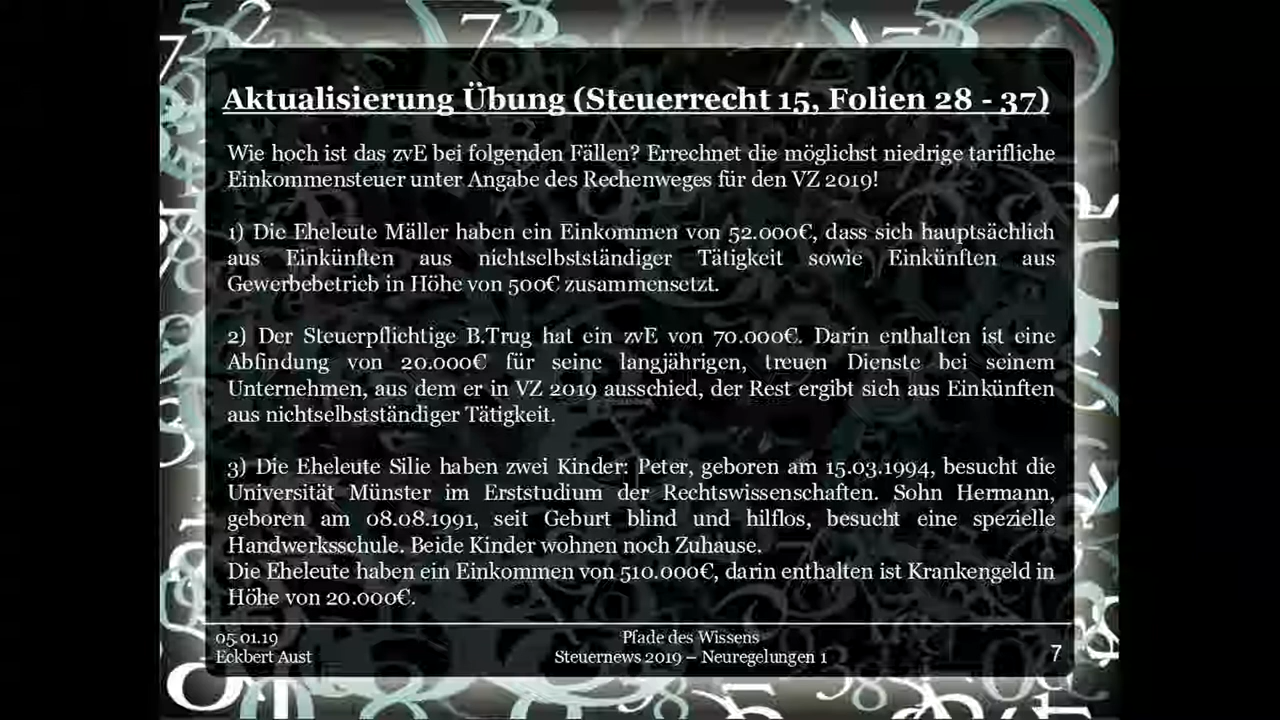 Aktualisierung Übung (Steuerrecht 15, Folien 28 - 37)
Wie hoch ist das zvE bei folgenden Fällen? Errechnet die möglichst niedrige tarifliche
Einkommensteuer unter Angabe des Rechenweges für den VZ 2019!
1) Die Eheleute Mäller haben ein Einkommen von 52.000€, dass sich hauptsächlich
aus Einkünften aus nichtselbstständiger Tätigkeit sowie Einkünften aus
Gewerbebetrieb in Höhe von 500€ zusammensetzt.
2) Der Steuerpflichtige B.Trug hat ein zvE von 70.000€. Darin enthalten ist eine
Abfindung von 20.000€ für seine langjährigen, treuen Dienste bei seinem
Unternehmen, aus dem er in VZ 2019 ausschied, der Rest ergibt sich aus Einkünften
aus nichtselbstständiger Tätigkeit.
3) Die Eheleute Silie haben zwei Kinder: Peter, geboren am 15.03.1994, besucht die
Universität Münster im Erststudium der Rechtswissenschaften. Sohn Hermann,
geboren am 08.08.1991, seit Geburt blind und hilflos, besucht eine spezielle
Handwerksschule. Beide Kinder wohnen noch Zuhause.
Die Eheleute haben ein Einkommen von 510.000€, darin enthalten ist Krankengeld in
Höhe von 20.000€.
05.01.19
Eckbert Aust
Pfade des Wissens
Steuernews 2019 – Neuregelungen 1
7